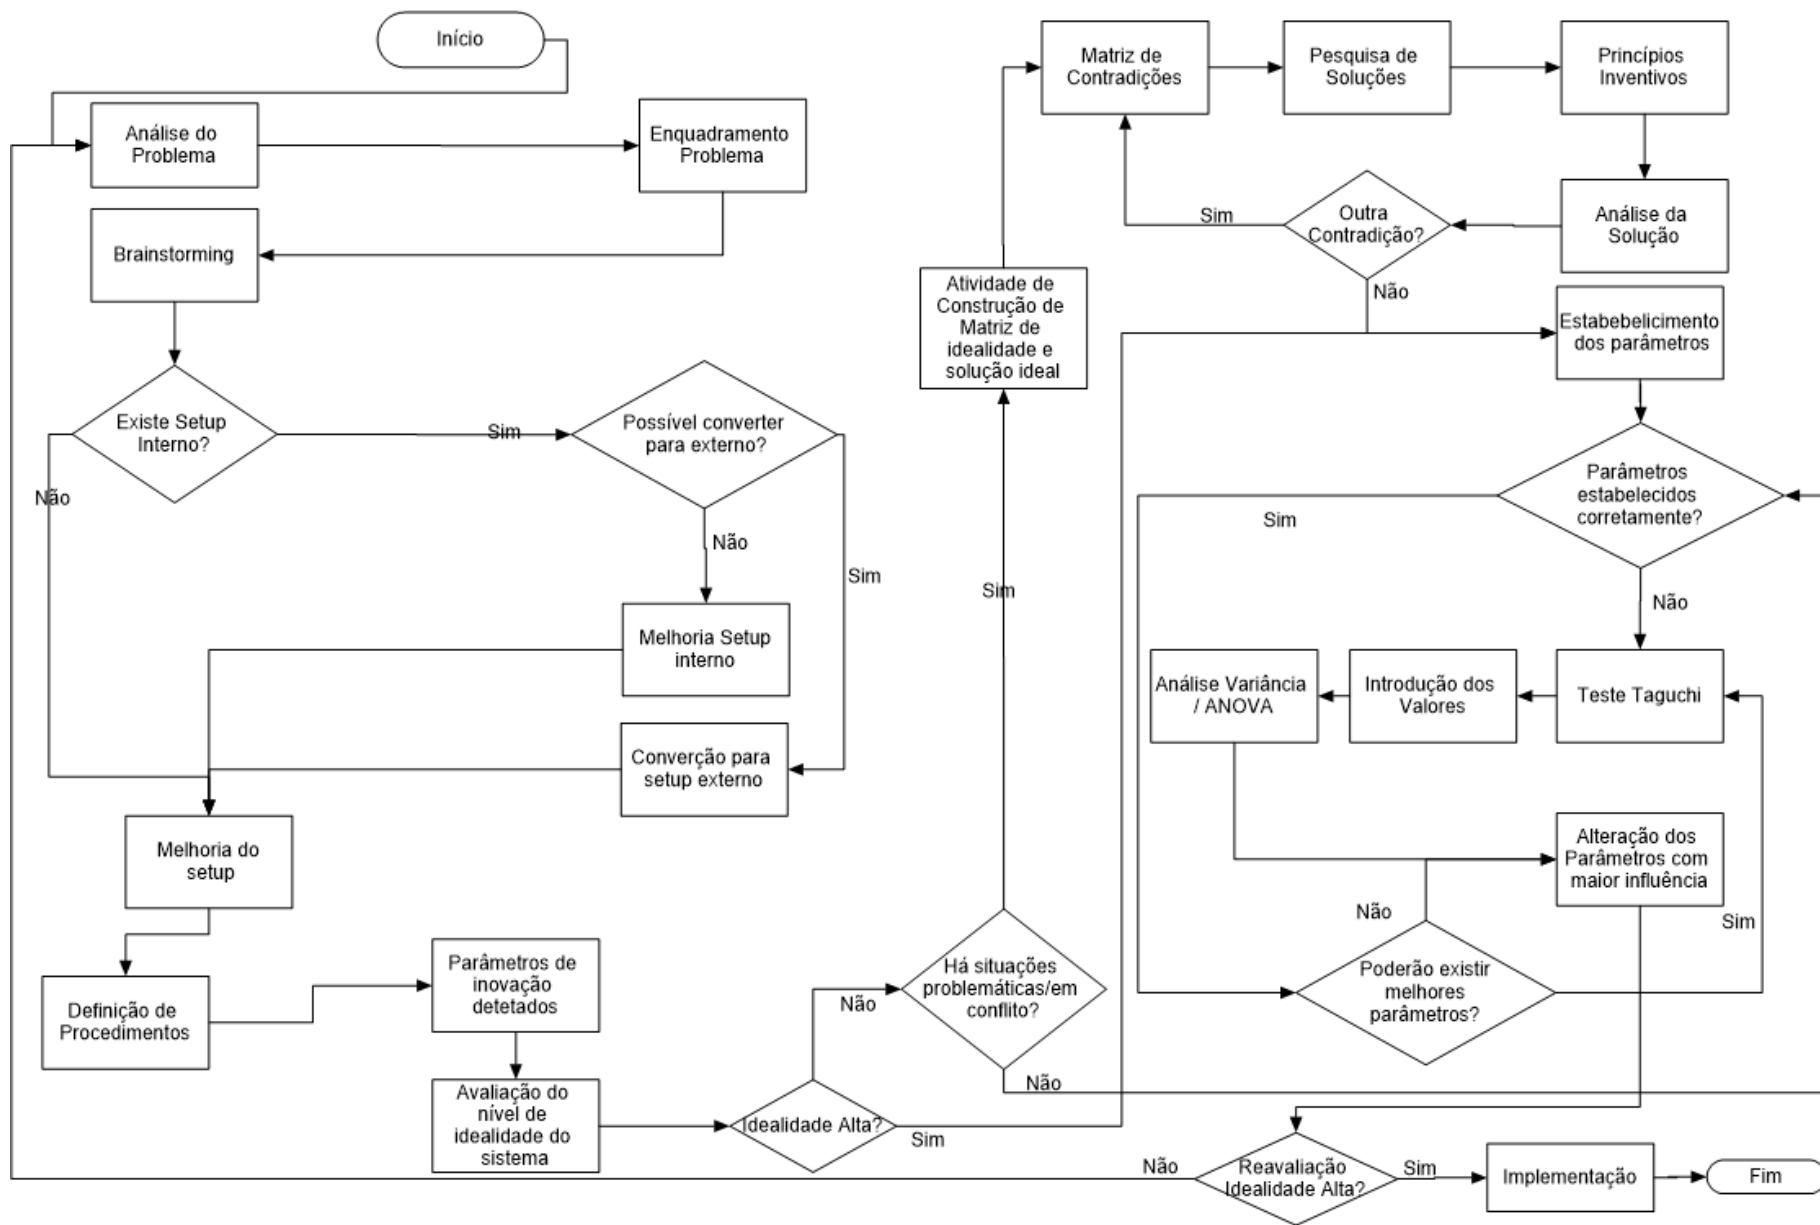 Início
Análise do
Problema
Enquadramento
Problema
Brainstorming
Existe Setup
Interno?
Sim
Não
Possível converter
para externo?
Não
Sim
Melhoria Setup
interno
Converção para
setup externo
Melhoria do
setup
Definição de
Procedimentos
Parâmetros de
inovação
detetados
Avaliação do
nível de
idealidade do
sistema
Idealidade Alta?
Não
Sim
Há situações
problemáticas/em
conflito?
Sim
Não
Atividade de
Construção de
Matriz de
idealidade e
solução ideal
Matriz de
Contradições
Pesquisa de
Soluções
Princípios
Inventivos
Análise da
Solução
Outra
Contradição?
Sim
Não
Estabebelicimento
dos parâmetros
Parâmetros
estabelecidos
corretamente?
Sim
Não
Teste Taguchi
Introdução dos
Valores
Análise Variância
/ ANOVA
Alteração dos
Parâmetros com
maior influência
Poderão existir
melhores
parâmetros?
Não
Sim
Reavaliação
Idealidade Alta?
Não
Sim
Implementação
Fim